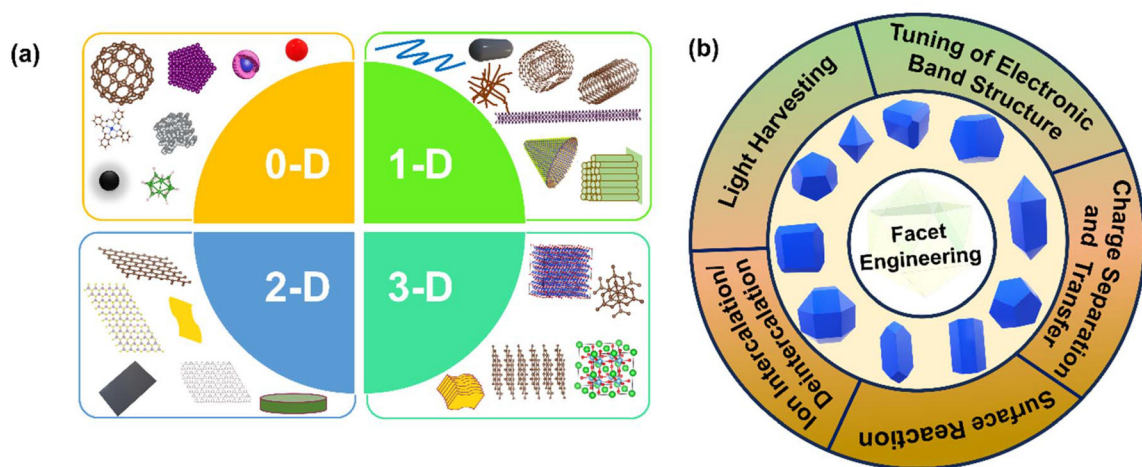 (a)
0-D
1-D
2-D
3-D
(b)
Light Harvesting
Tuning of Electronic
Band Structure
Charge Separation
and Transfer
Surface Reaction
Ion Intercalation/
Deintercalation
Facet
Engineering